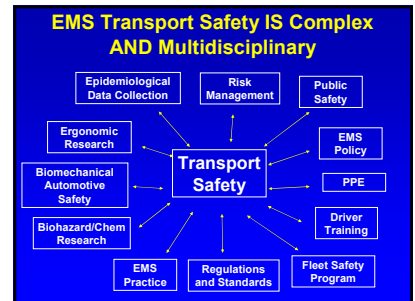 EMS Transport Safety IS Complex
AND Multidisciplinary
Epidemiological
Data Collection
Risk
Management
Public
Safety
Ergonomic
Research
EMS
Policy
Transport
Safety
Biomechanical
Automotive
Safety
PPE
Biohazard/Chem
Research
Driver
Training
EMS
Practice
Regulations
and Standards
Fleet Safety
Program